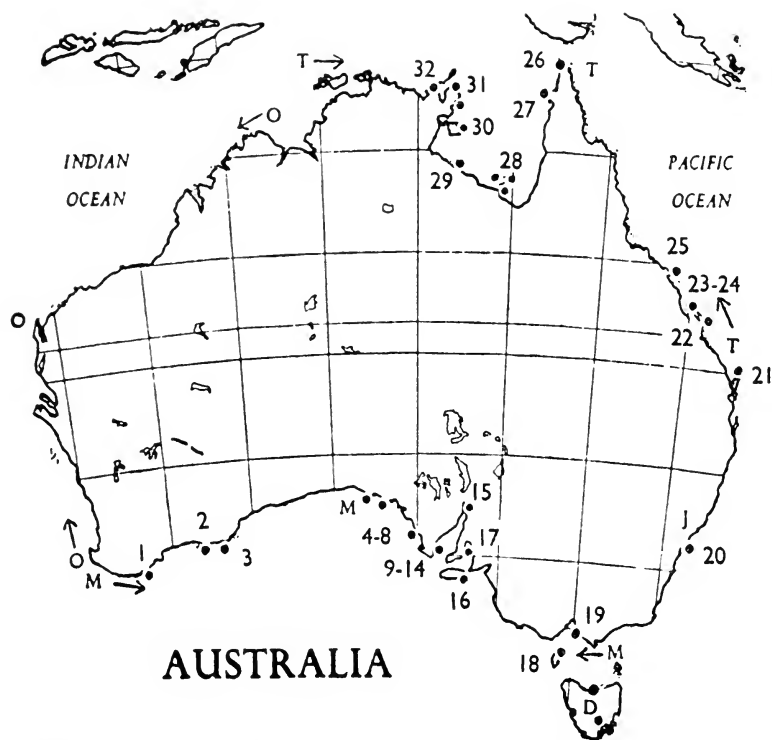 26
T →
T
32
31
27
← O
30
INDIAN
OCEAN
PACIFIC
OCEAN
28
29
25
23-24
O
22
T
21
15
M
J
2
4-8
17
1
3
20
O
9-14
M
16
19
18
← M
AUSTRALIA
D